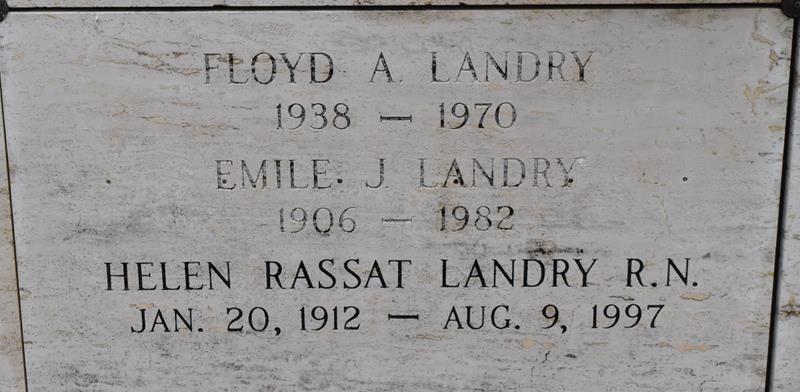 FLOYD A. LANDRY
1938 — 1970
EMILE. J. LANDRY
1906 — 1982
HELEN RASSAT LANDRY R.N.
JAN. 20, 1912 — AUG. 9, 1997